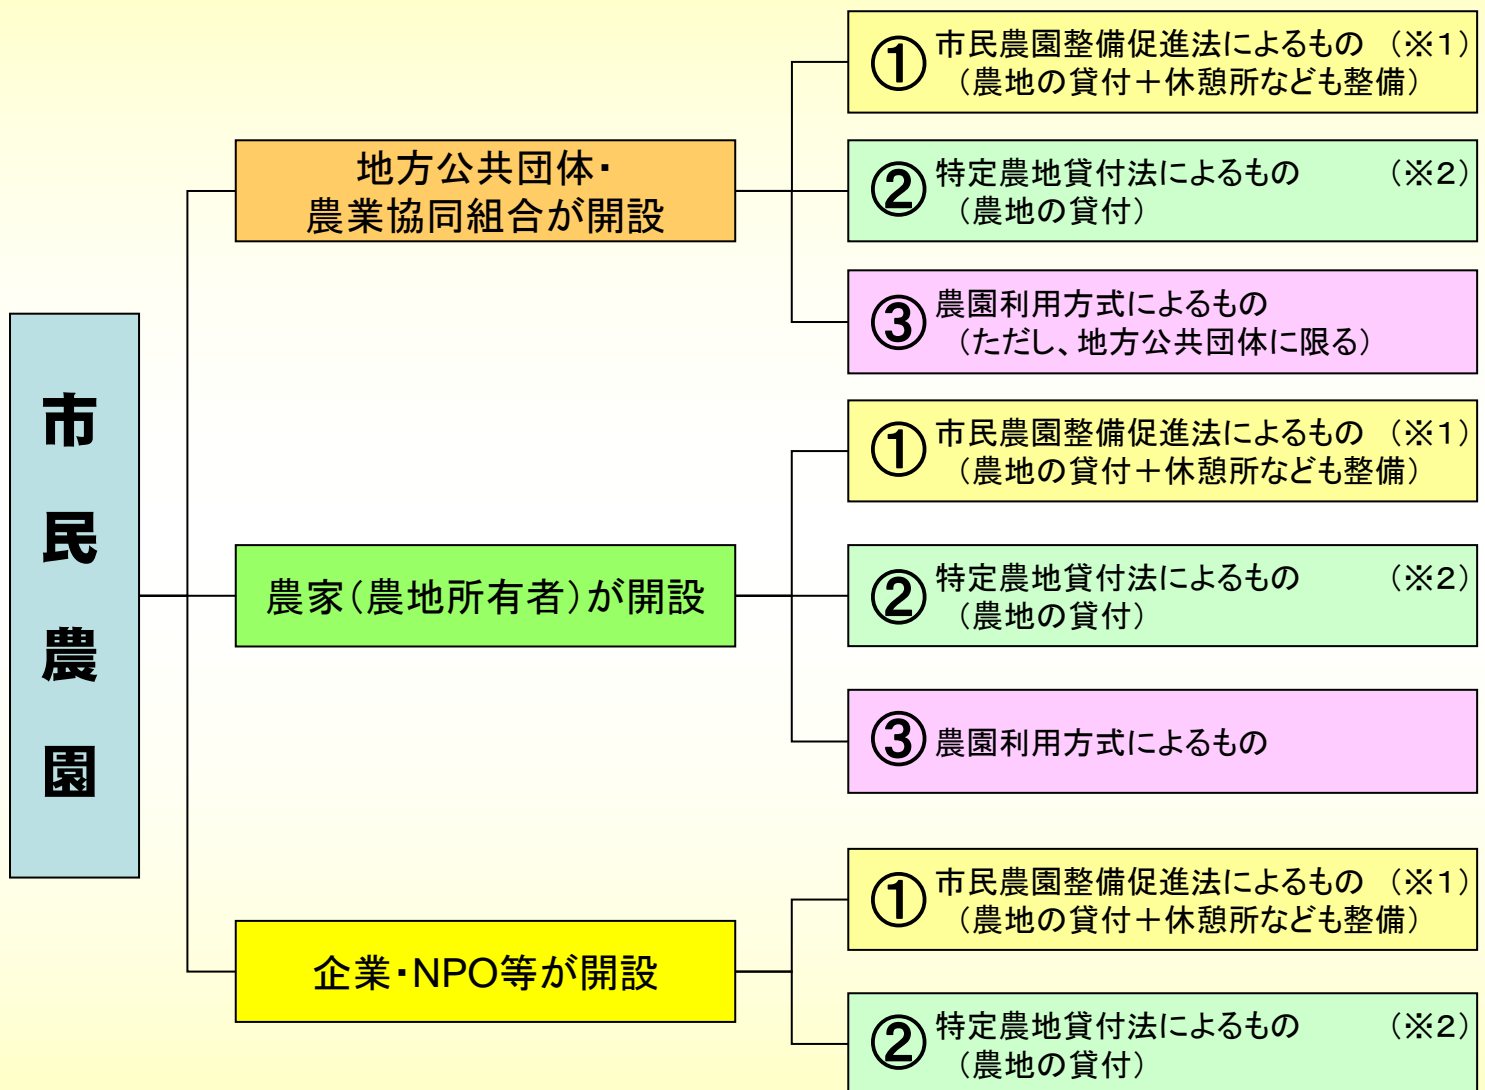 市民農園
地方公共団体・
農業協同組合が開設
① 市民農園整備促進法によるもの (※1)
(農地の貸付+休憩所なども整備)
② 特定農地貸付法によるもの (※2)
(農地の貸付)
③ 農園利用方式によるもの
(ただし、地方公共団体に限る)
農家(農地所有者)が開設
① 市民農園整備促進法によるもの (※1)
(農地の貸付+休憩所なども整備)
② 特定農地貸付法によるもの (※2)
(農地の貸付)
③ 農園利用方式によるもの
企業・NPO等が開設
① 市民農園整備促進法によるもの (※1)
(農地の貸付+休憩所なども整備)
② 特定農地貸付法によるもの (※2)
(農地の貸付)